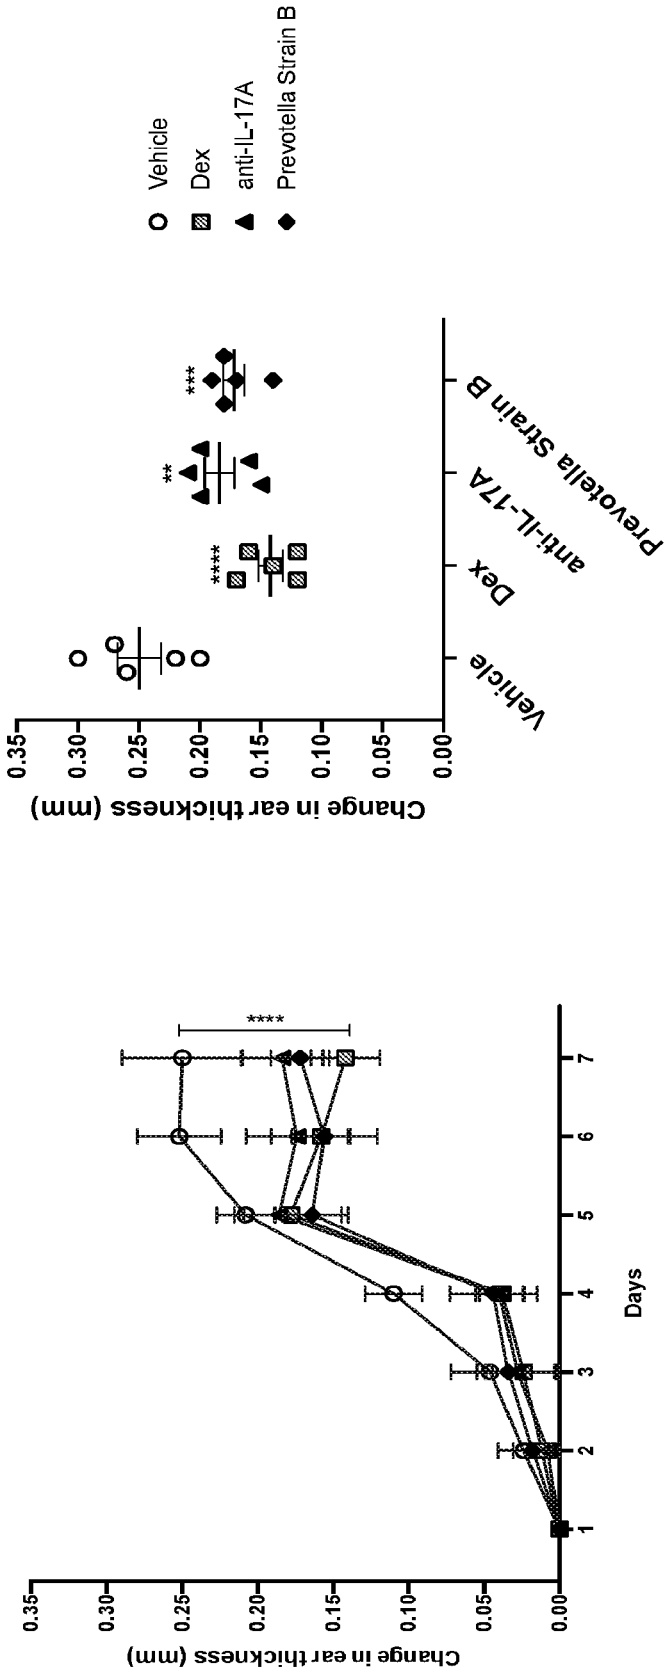 Change in ear thickness (mm)
0.35
0.30
0.25
0.20
0.15
0.10
0.05
0.00
****
1 2 3 4 5 6 7
Days
Change in ear thickness (mm)
0.35
0.30
0.25
0.20
0.15
0.10
0.05
0.00
**** ** ***
Vehicle
Dex
anti-IL-17A
Prevotella Strain B
Vehicle
Dex
anti-IL-17A
Prevotella Strain B